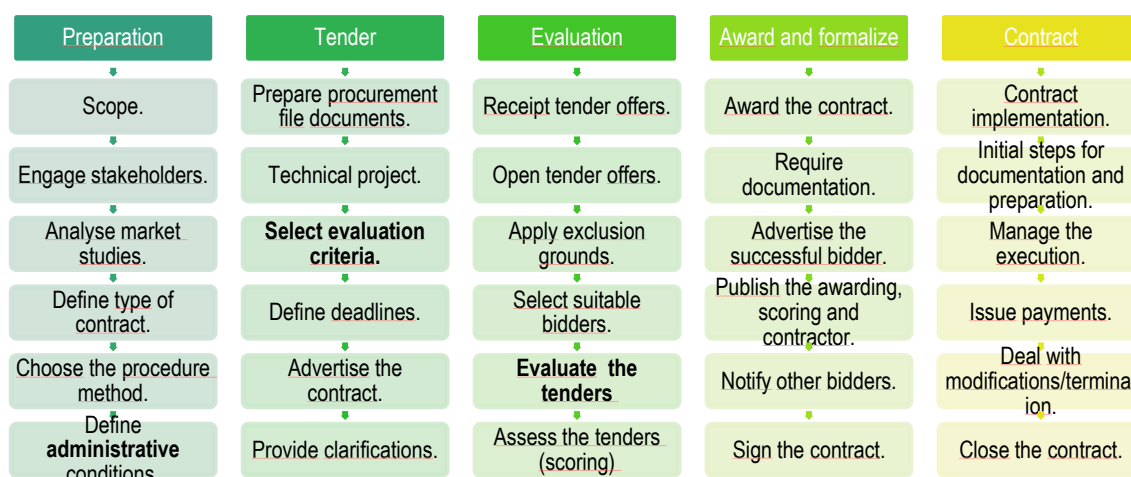 Preparation
Scope.
Engage stakeholders.
Analyse market
studies.
Define type of
contract.
Choose the procedure
method.
Define
administrative
conditions
Tender
Prepare procurement
file documents.
Technical project.
Select evaluation
criteria.
Define deadlines.
Advertise the
contract.
Provide clarifications.
Evaluation
Receipt tender offers.
Open tender offers.
Apply exclusion
grounds.
Select suitable
bidders.
Evaluate the
tenders
Assess the tenders
(scoring)
Award and formalize
Award the contract.
Require
documentation.
Advertise the
successful bidder.
Publish the awarding,
scoring and
contractor.
Notify other bidders.
Sign the contract.
Contract
Contract
implementation.
Initial steps for
documentation and
preparation.
Manage the
execution.
Issue payments.
Deal with
modifications/termina
ion.
Close the contract.